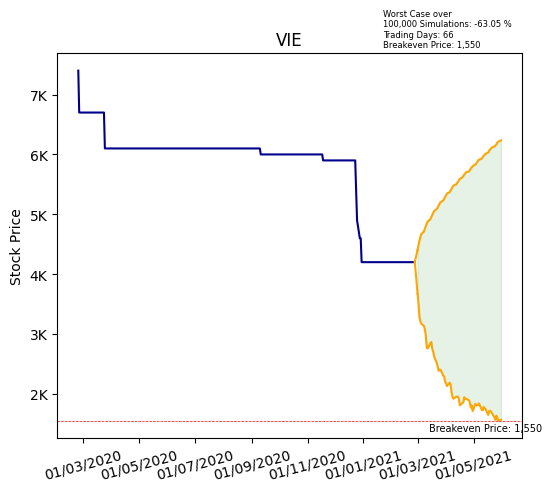 Worst Case over
100,000 Simulations: -63.05 %
Trading Days: 66
Breakeven Price: 1,550
VIE
Stock Price
7K
6K
5K
4K
3K
2K
Breakeven Price: 1,550
01/03/2020
01/05/2020
01/07/2020
01/09/2020
01/11/2020
01/01/2021
01/03/2021
01/05/2021